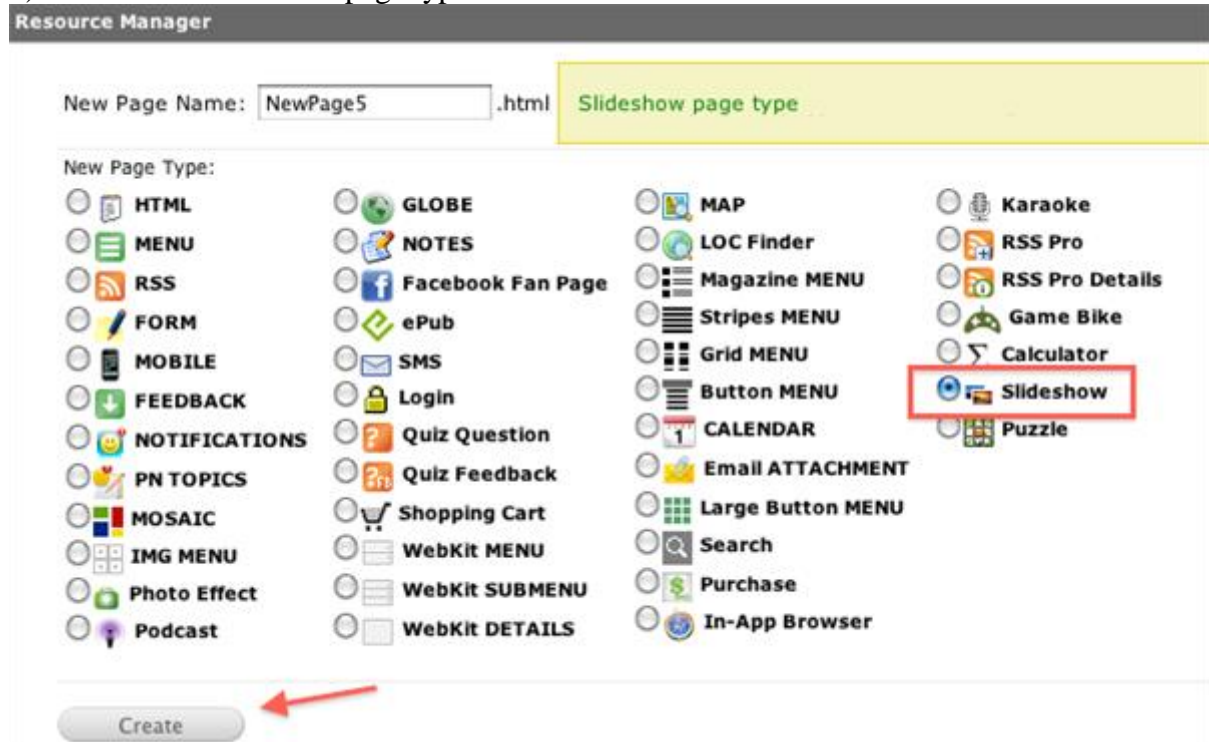 Resource Manager
New Page Name: NewPage5 .html Slideshow page type
New Page Type:
HTML GLOBE MAP Karaoke
MENU NOTES LOC Finder RSS Pro
RSS Facebook Fan Page Magazine MENU RSS Pro Details
FORM ePub Stripes MENU Game Bike
MOBILE SMS Grid MENU Calculator
FEEDBACK Login Button MENU Slideshow
NOTIFICATIONS Quiz Question CALENDAR Puzzle
PN TOPICS Quiz Feedback Email ATTACHMENT
MOSAIC Shopping Cart Large Button MENU
IMG MENU WebKit MENU Search
Photo Effect WebKit SUBMENU Purchase
Podcast WebKit DETAILS In-App Browser
Create